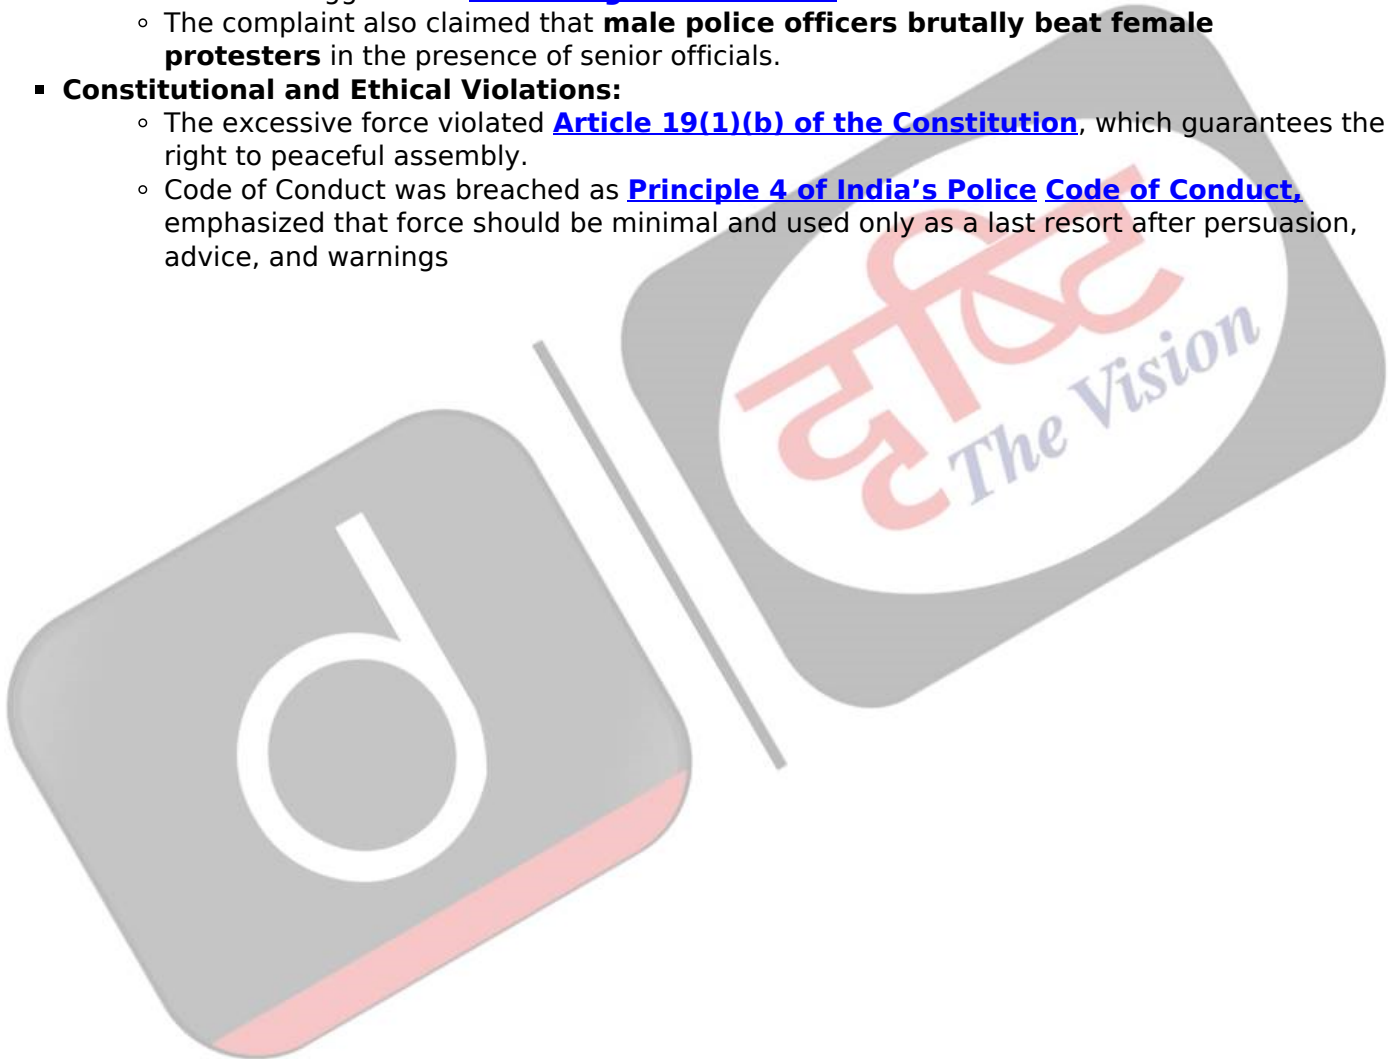 The complaint also claimed that male police officers brutally beat female
protesters in the presence of senior officials.
Constitutional and Ethical Violations:
The excessive force violated Article 19(1)(b) of the Constitution, which guarantees the
right to peaceful assembly.
Code of Conduct was breached as Principle 4 of India’s Police Code of Conduct,
emphasized that force should be minimal and used only as a last resort after persuasion,
advice, and warnings
दृष्टि
The Vision
d